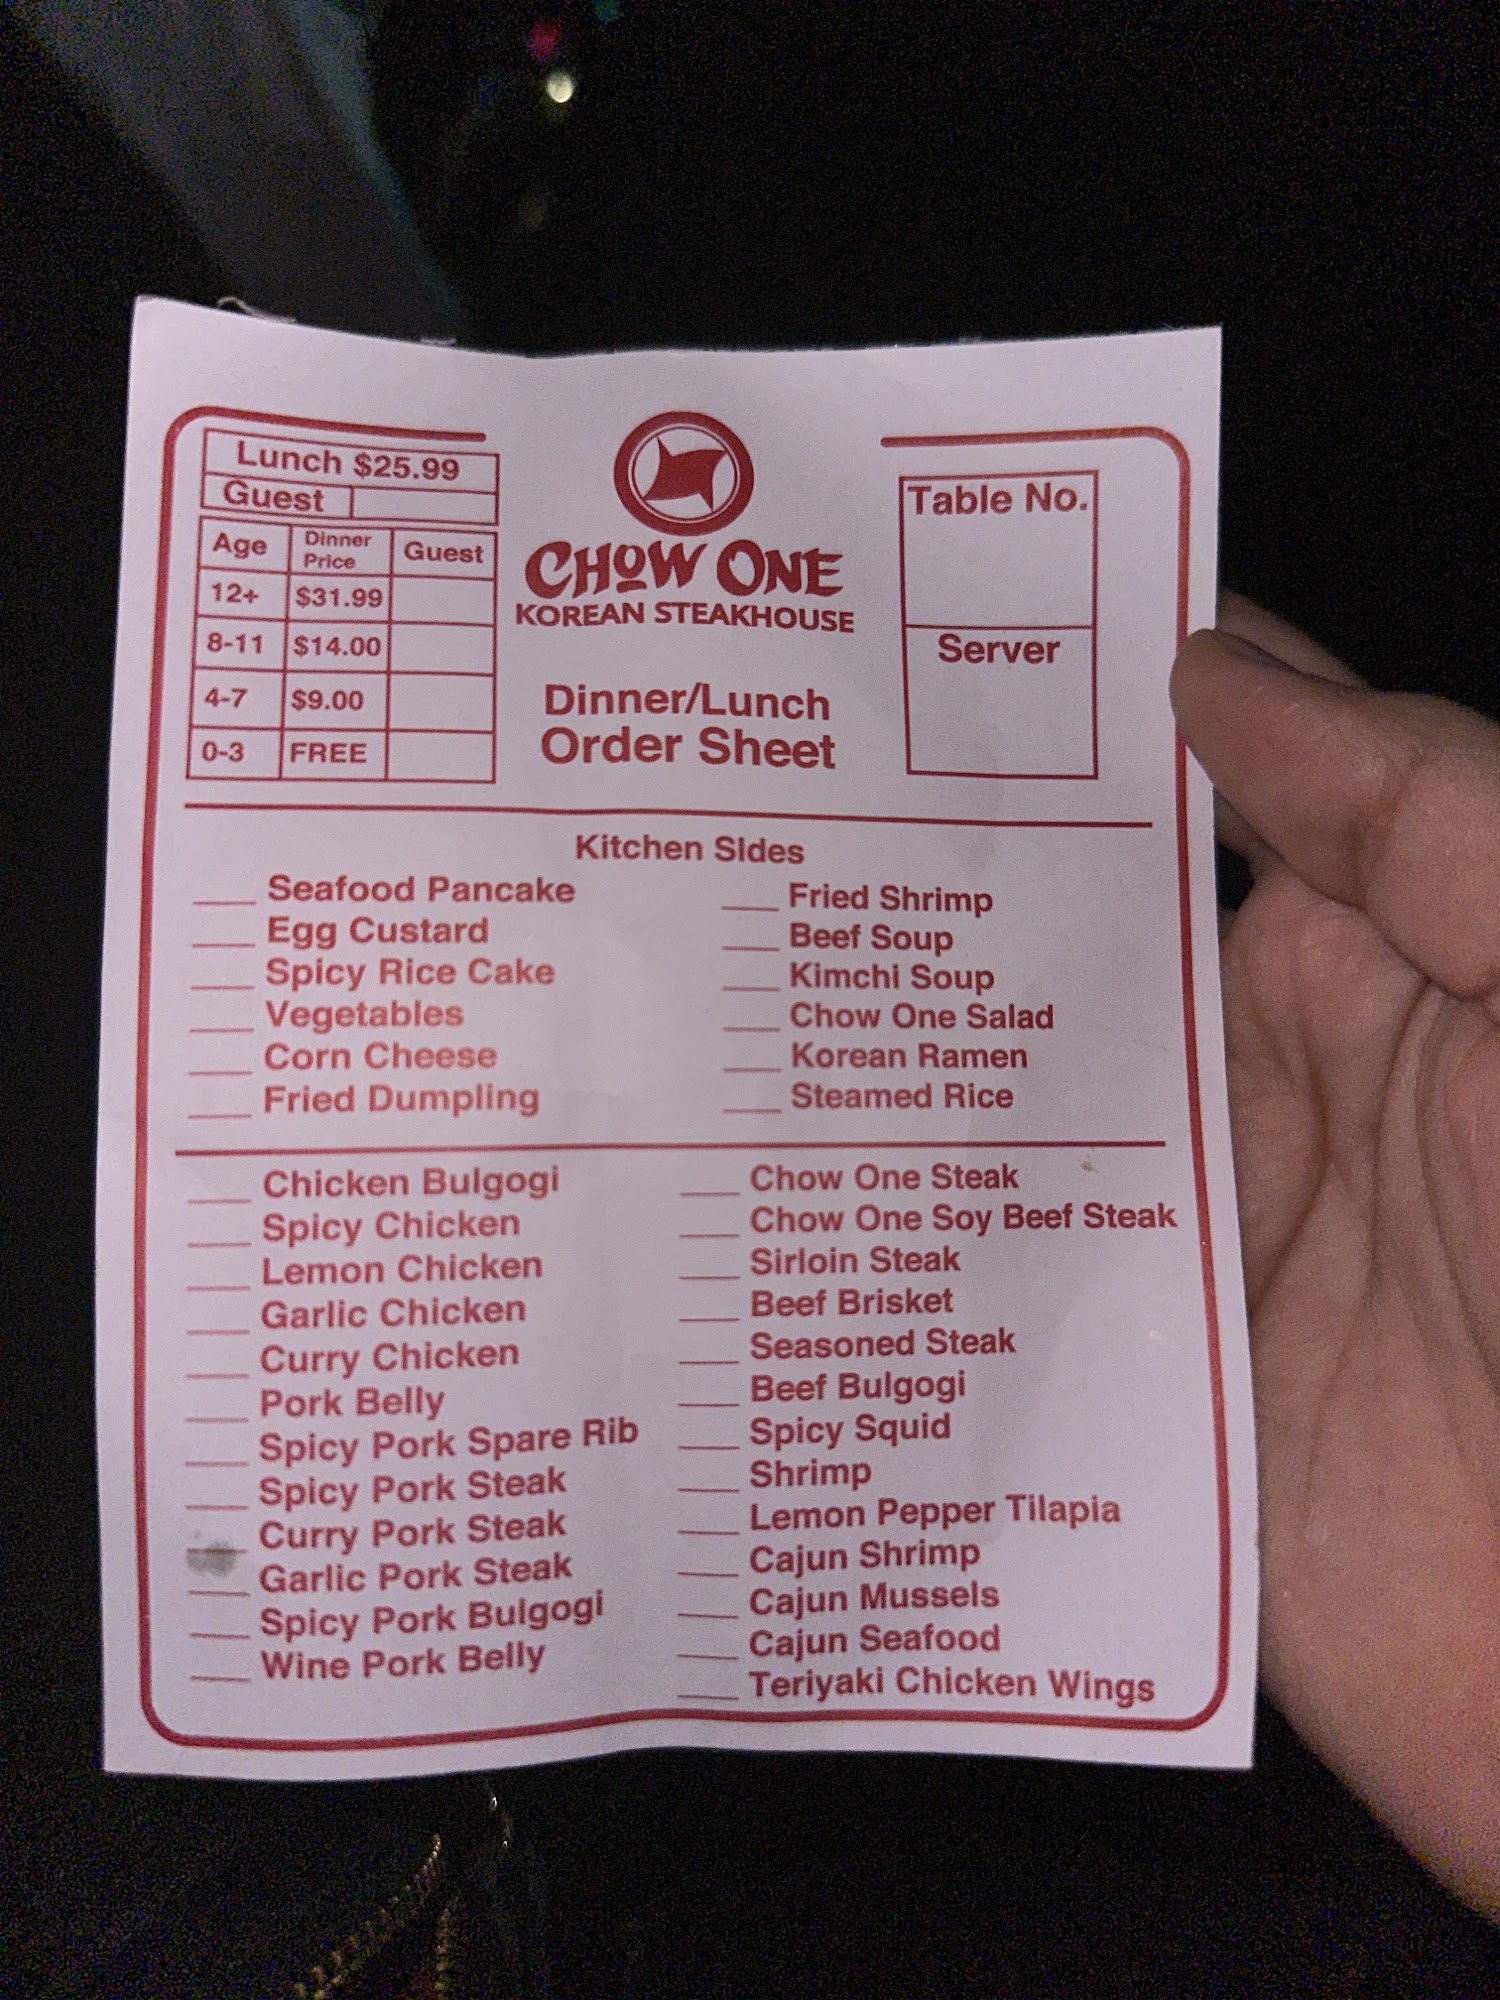 Lunch $25.99
Guest
Age Dinner Price Guest
12+ $31.99
8-11 $14.00
4-7 $9.00
0-3 FREE
CHOW ONE
KOREAN STEAKHOUSE
Dinner/Lunch
Order Sheet
Table No.
Server
Kitchen SIdes
Seafood Pancake
Egg Custard
Spicy Rice Cake
Vegetables
Corn Cheese
Fried Dumpling
Fried Shrimp
Beef Soup
Kimchi Soup
Chow One Salad
Korean Ramen
Steamed Rice
Chicken Bulgogi
Spicy Chicken
Lemon Chicken
Garlic Chicken
Curry Chicken
Pork Belly
Spicy Pork Spare Rib
Spicy Pork Steak
Curry Pork Steak
Garlic Pork Steak
Spicy Pork Bulgogi
Wine Pork Belly
Chow One Steak
Chow One Soy Beef Steak
Sirloin Steak
Beef Brisket
Seasoned Steak
Beef Bulgogi
Spicy Squid
Shrimp
Lemon Pepper Tilapia
Cajun Shrimp
Cajun Mussels
Cajun Seafood
Teriyaki Chicken Wings